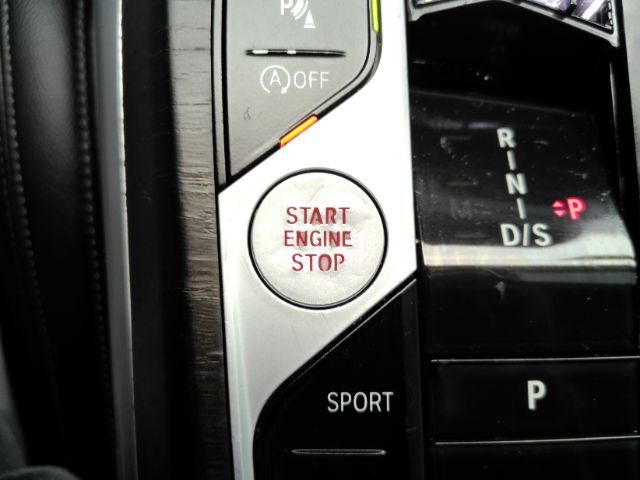 P
A OFF
START
ENGINE
STOP
SPORT
R
N
P
D/S
P